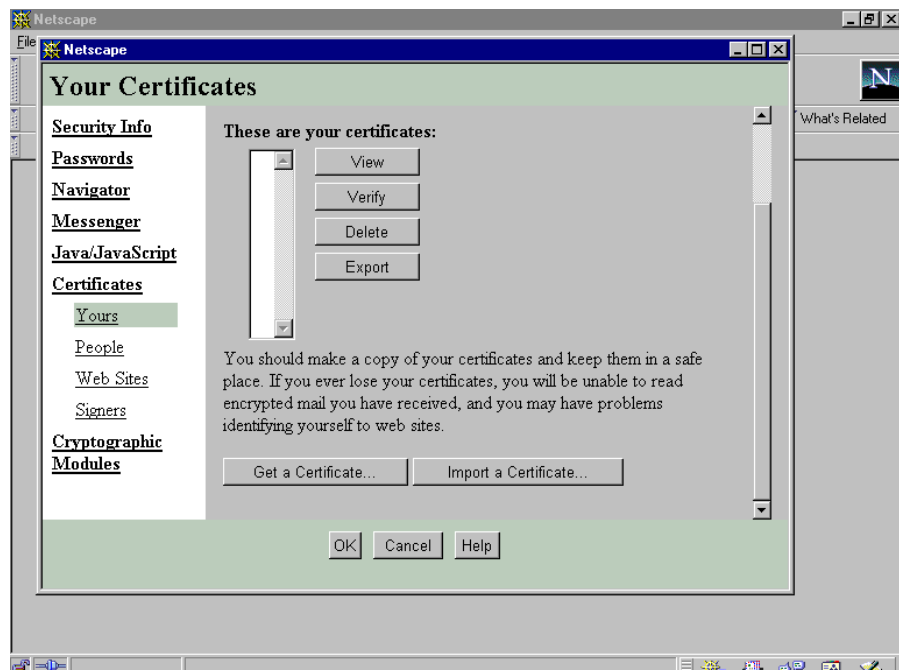 Netscape
File
Netscape
Your Certificates
N
What's Related
Security Info
Passwords
Navigator
Messenger
Java/JavaScript
Certificates
Yours
People
Web Sites
Signers
Cryptographic
Modules
These are your certificates:
View
Verify
Delete
Export
You should make a copy of your certificates and keep them in a safe
place. If you ever lose your certificates, you will be unable to read
encrypted mail you have received, and you may have problems
identifying yourself to web sites.
Get a Certificate... Import a Certificate...
OK Cancel Help